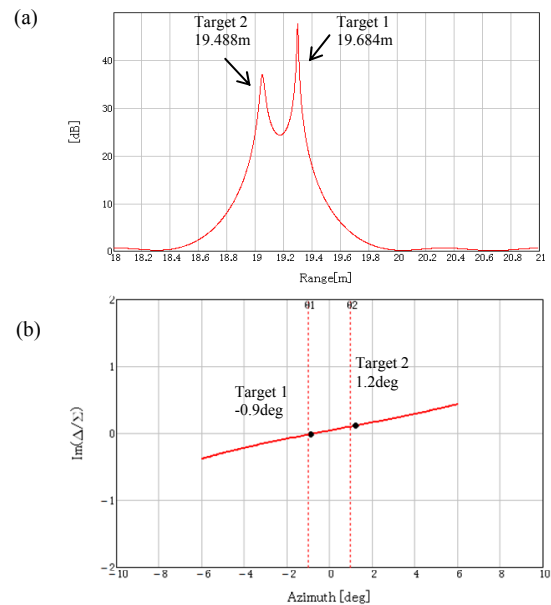 (a)
Target 2
19.488m
Target 1
19.684m
[dB]
40
30
20
10
0
18 18.2 18.4 18.6 18.8 19 19.2 19.4 19.6 19.8 20 20.2 20.4 20.6 20.8 21
Range[m]
(b)
θ1 θ2
Target 2
1.2deg
Target 1
-0.9deg
Im(Δ/Σ)
2
1
0
-1
-2
-10 -8 -6 -4 -2 0 2 4 6 8 10
Azimuth [deg]